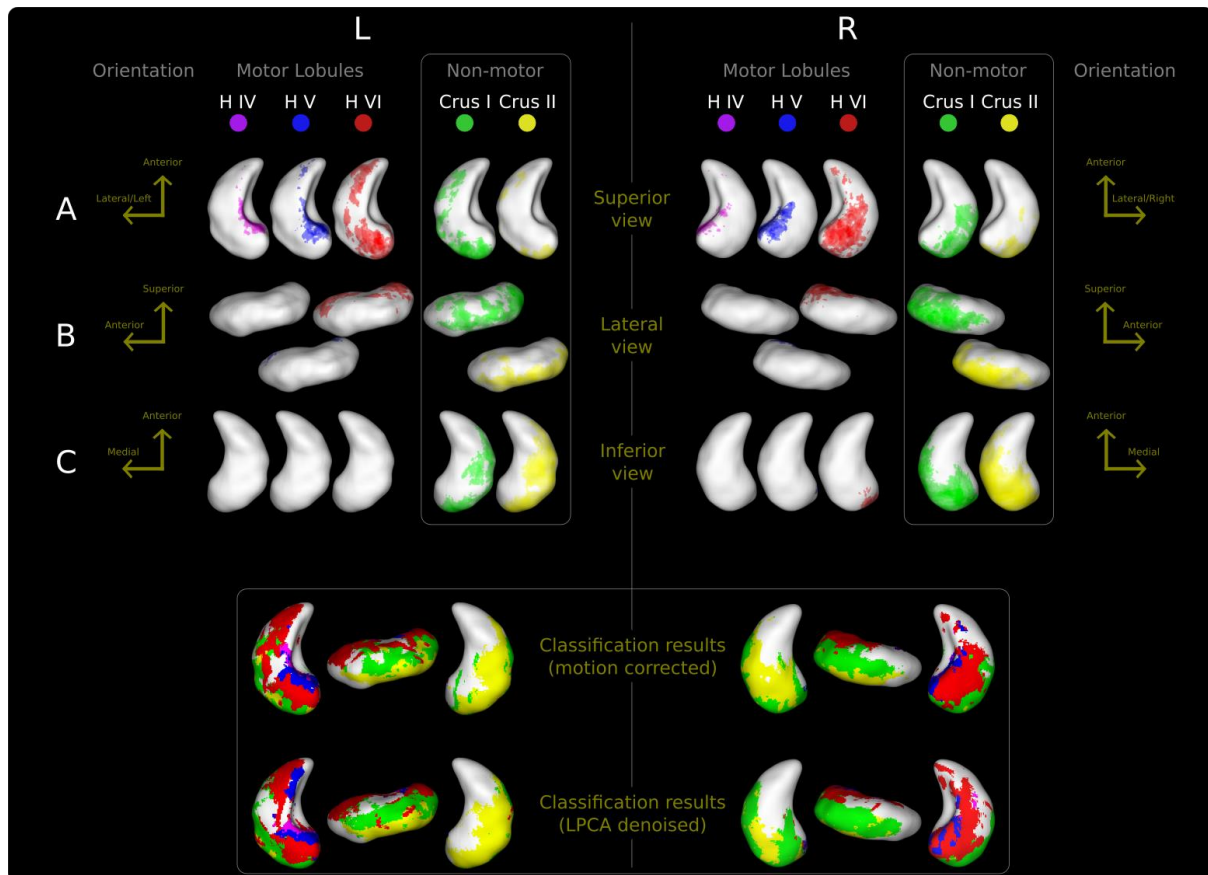 L R
Orientation Motor Lobules Non-motor Motor Lobules Non-motor Orientation
H IV H V H VI Crus I Crus II H IV H V H VI Crus I Crus II
A
Anterior
Lateral/Left
Superior
view
Anterior
Lateral/Right
B
Superior
Anterior
Lateral
view
Superior
Anterior
C
Anterior
Medial
Inferior
view
Anterior
Medial
Classification results
(motion corrected)
Classification results
(LPCA denoised)